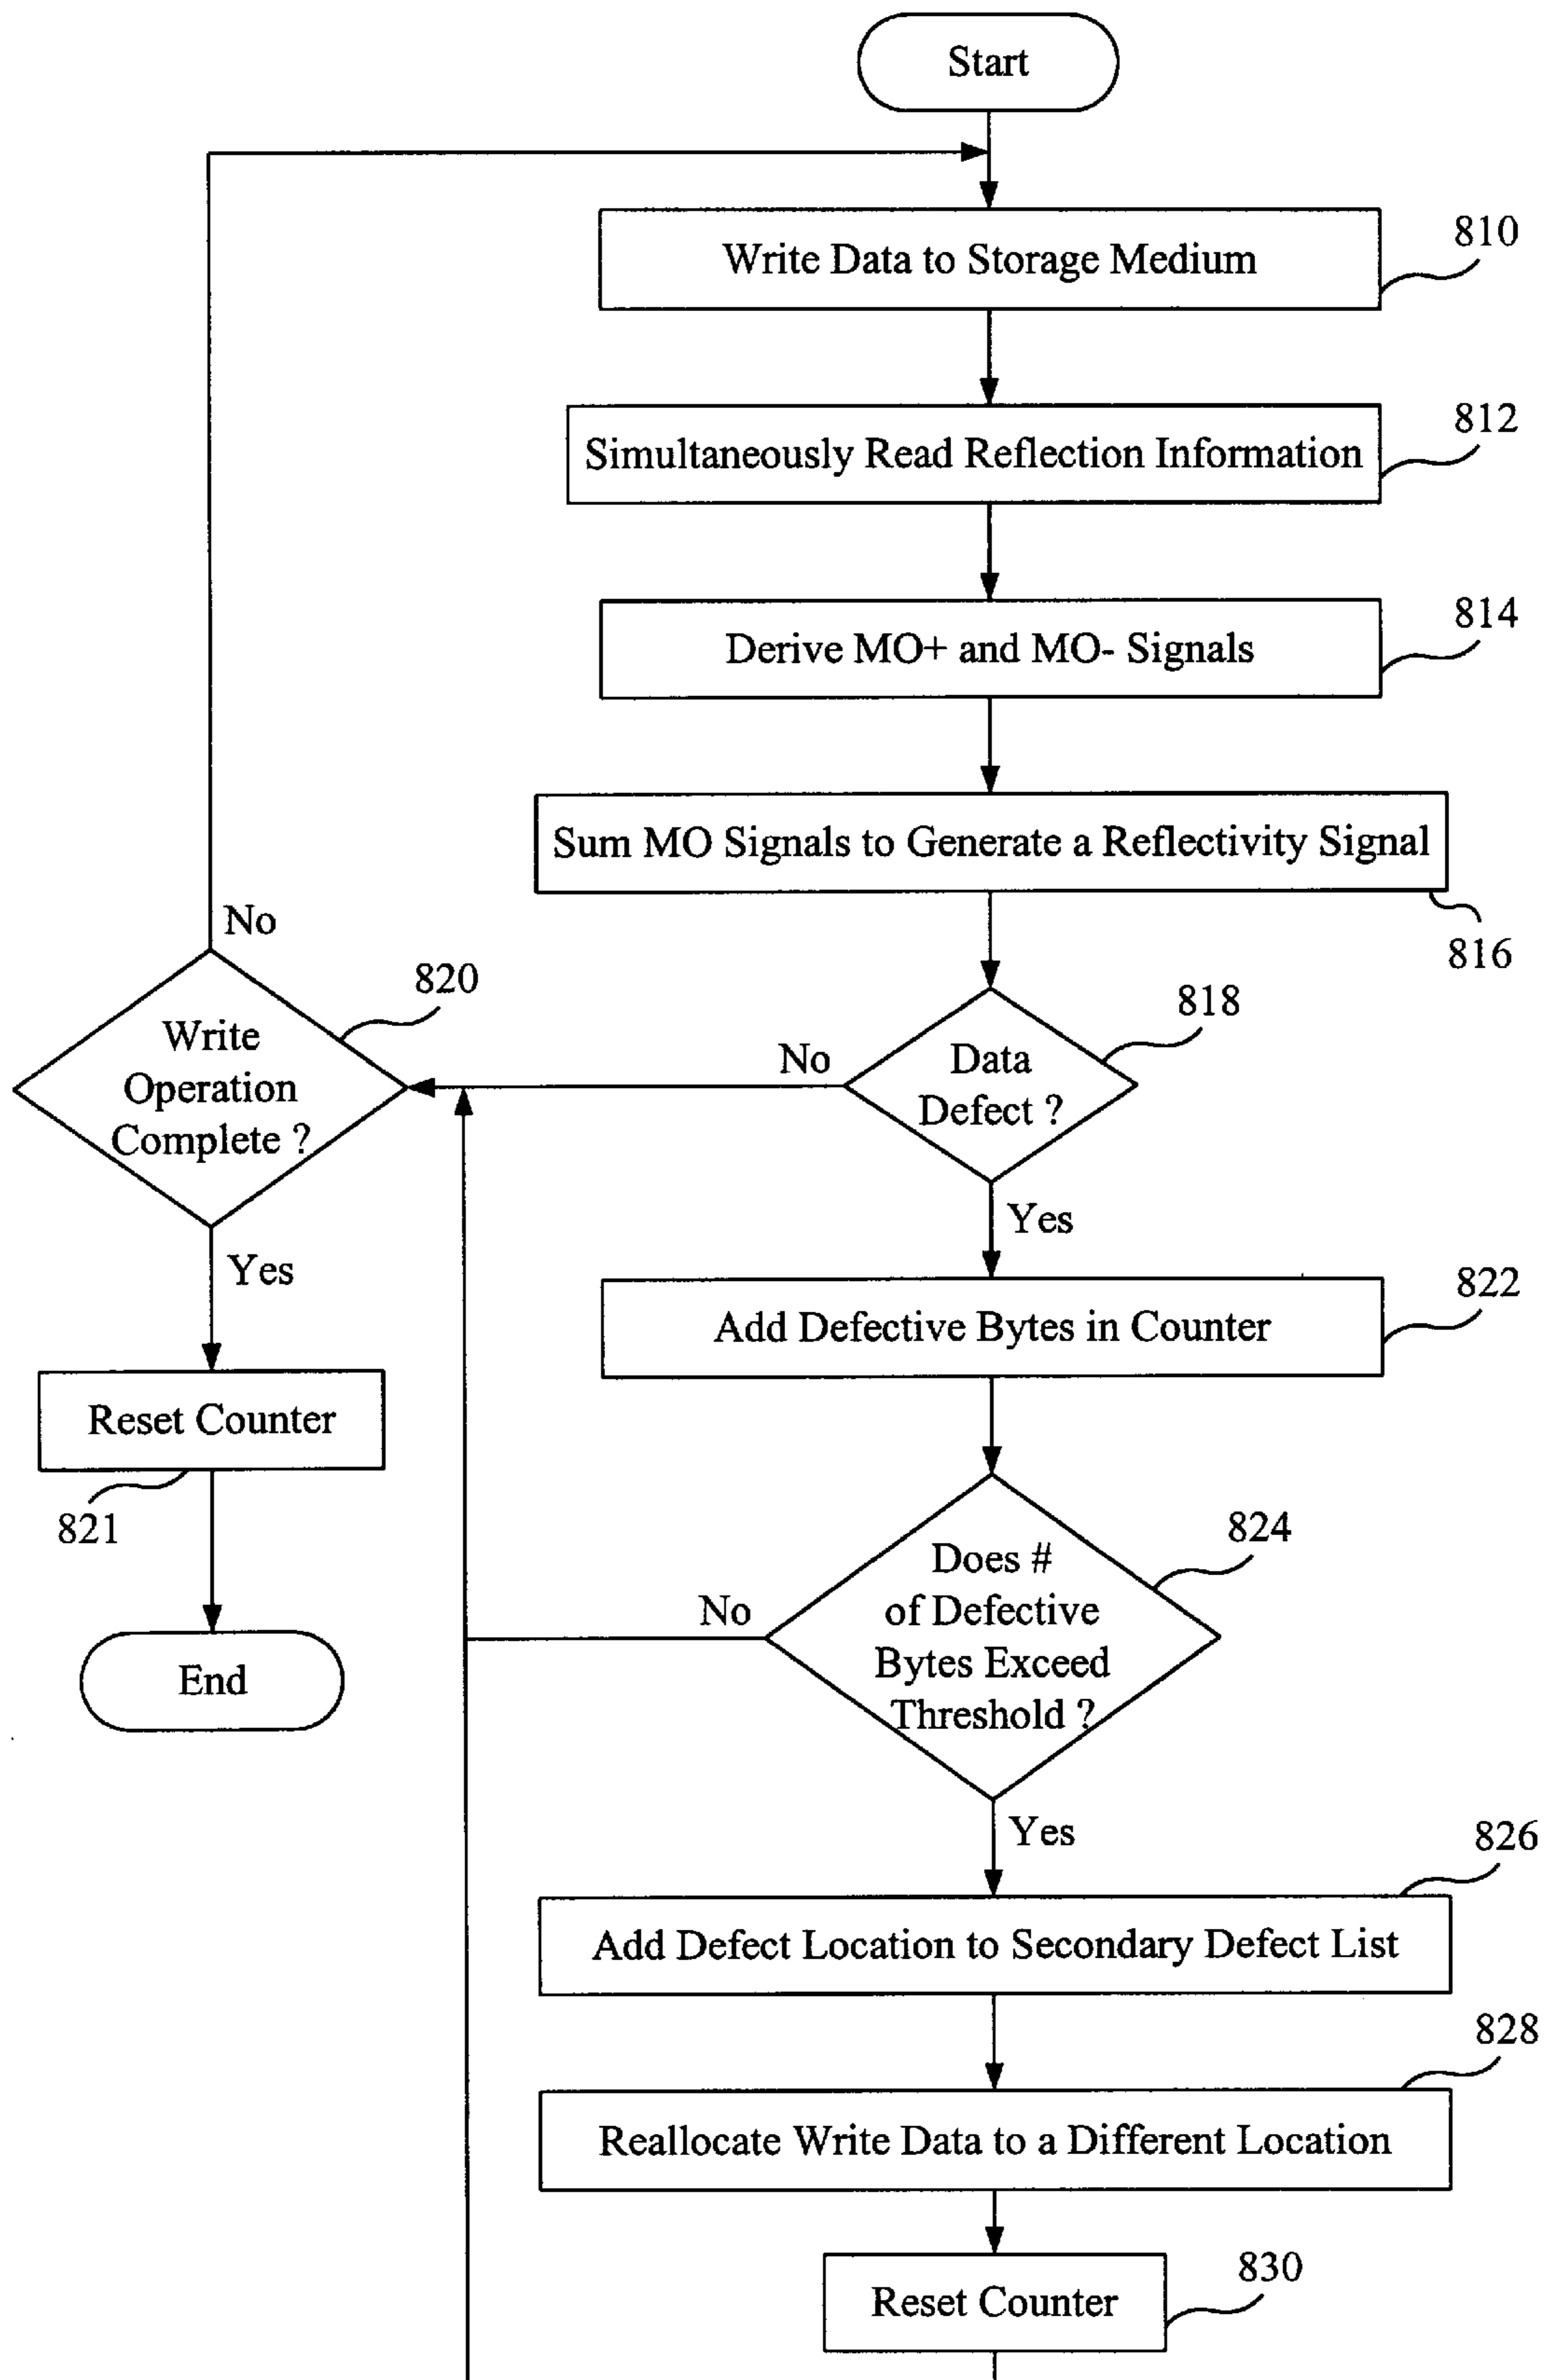 Start
Write Data to Storage Medium
810
Simultaneously Read Reflection Information
812
Derive MO+ and MO- Signals
814
Sum MO Signals to Generate a Reflectivity Signal
816
No
820
Write
Operation
Complete ?
818
Data
Defect ?
No
Yes
Yes
822
Add Defective Bytes in Counter
Reset Counter
821
824
Does #
of Defective
Bytes Exceed
Threshold ?
No
End
Yes
826
Add Defect Location to Secondary Defect List
828
Reallocate Write Data to a Different Location
830
Reset Counter